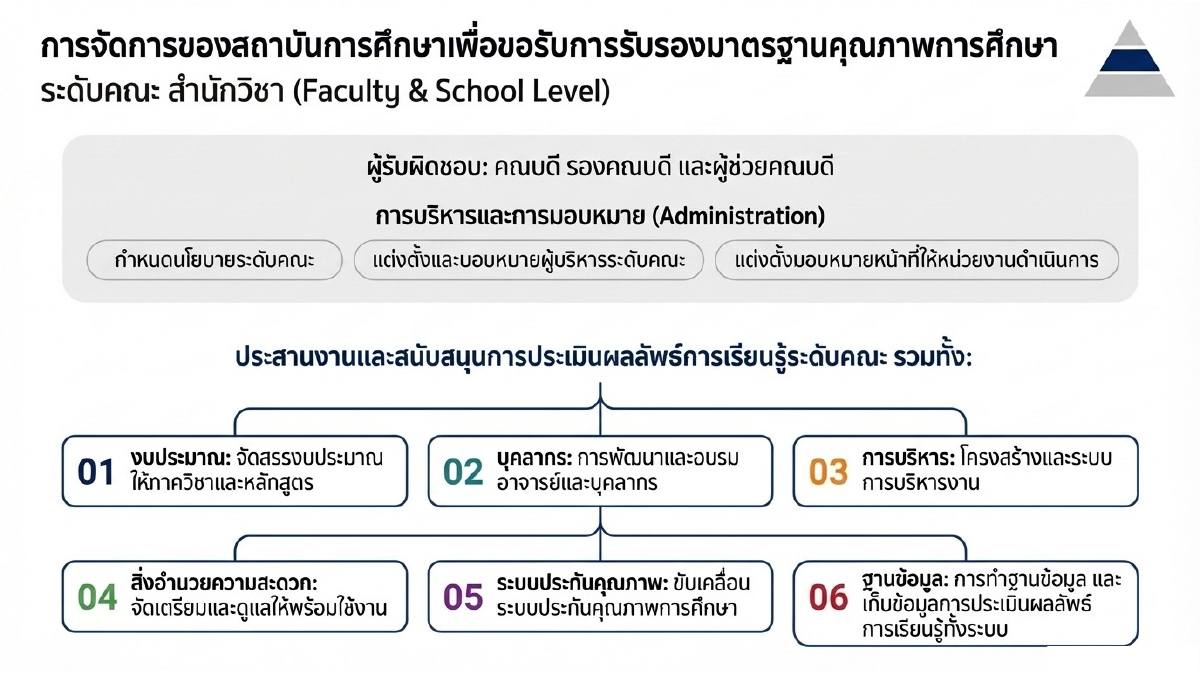 การจัดการของสถาบันการศึกษาเพื่อขอรับการรับรองมาตรฐานคุณภาพการศึกษา
ระดับคณะ สำนักวิชา (Faculty & School Level)
ผู้รับผิดชอบ: คณบดี รองคณบดี และผู้ช่วยคณบดี
การบริหารและการมอบหมาย (Administration)
กำหนดนโยบายระดับคณะ
แต่งตั้งและบอบหมายผู้บริหารระดับคณะ
แต่งตั้งมอบหมายหน้าที่ให้หน่วยงานดำเนินการ
ประสานงานและสนับสนุนการประเมินผลลัพธ์การเรียนรู้ระดับคณะ รวมทั้ง:
01 งบประมาณ: จัดสรรงบประมาณ
ให้ภาควิชาและหลักสูตร
02 บุคลากร: การพัฒนาและอบรม
อาจารย์และบุคลากร
03 การบริหาร: โครงสร้างและระบบ
การบริหารงาน
04 สิ่งอำนวยความสะดวก:
จัดเตรียมและดูแลให้พร้อมใช้งาน
05 ระบบประกันคุณภาพ: ขับเคลื่อน
ระบบประกันคุณภาพการศึกษา
06 ฐานข้อมูล: การทำฐานข้อมูล และ
เก็บข้อมูลการประเมินผลลัพธ์
การเรียนรู้ทั้งระบบ